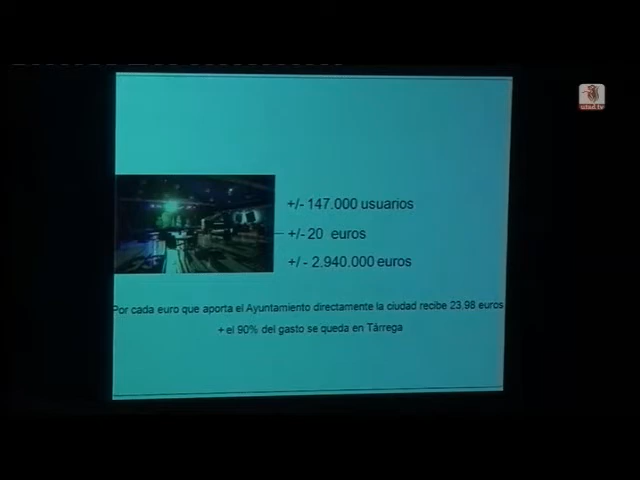 +/- 147.000 usuarios
+/- 20 euros
+/- 2.940.000 euros
Por cada euro que aporta el Ayuntamiento directamente la ciudad recibe 23,98 euros
+ el 90% del gasto se queda en Tárrega